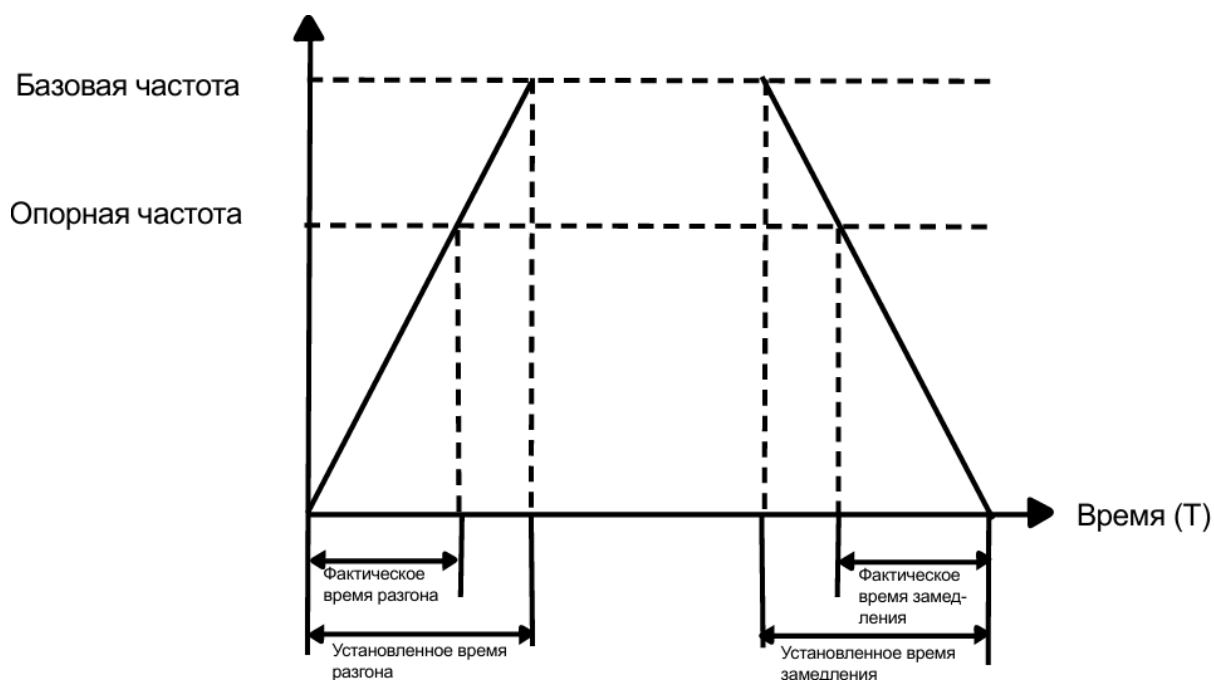 Базовая частота
Опорная частота
Время (T)
Фактическое
время разгона
Фактическое
время замед-
ления
Установленное время
разгона
Установленное время
замедления